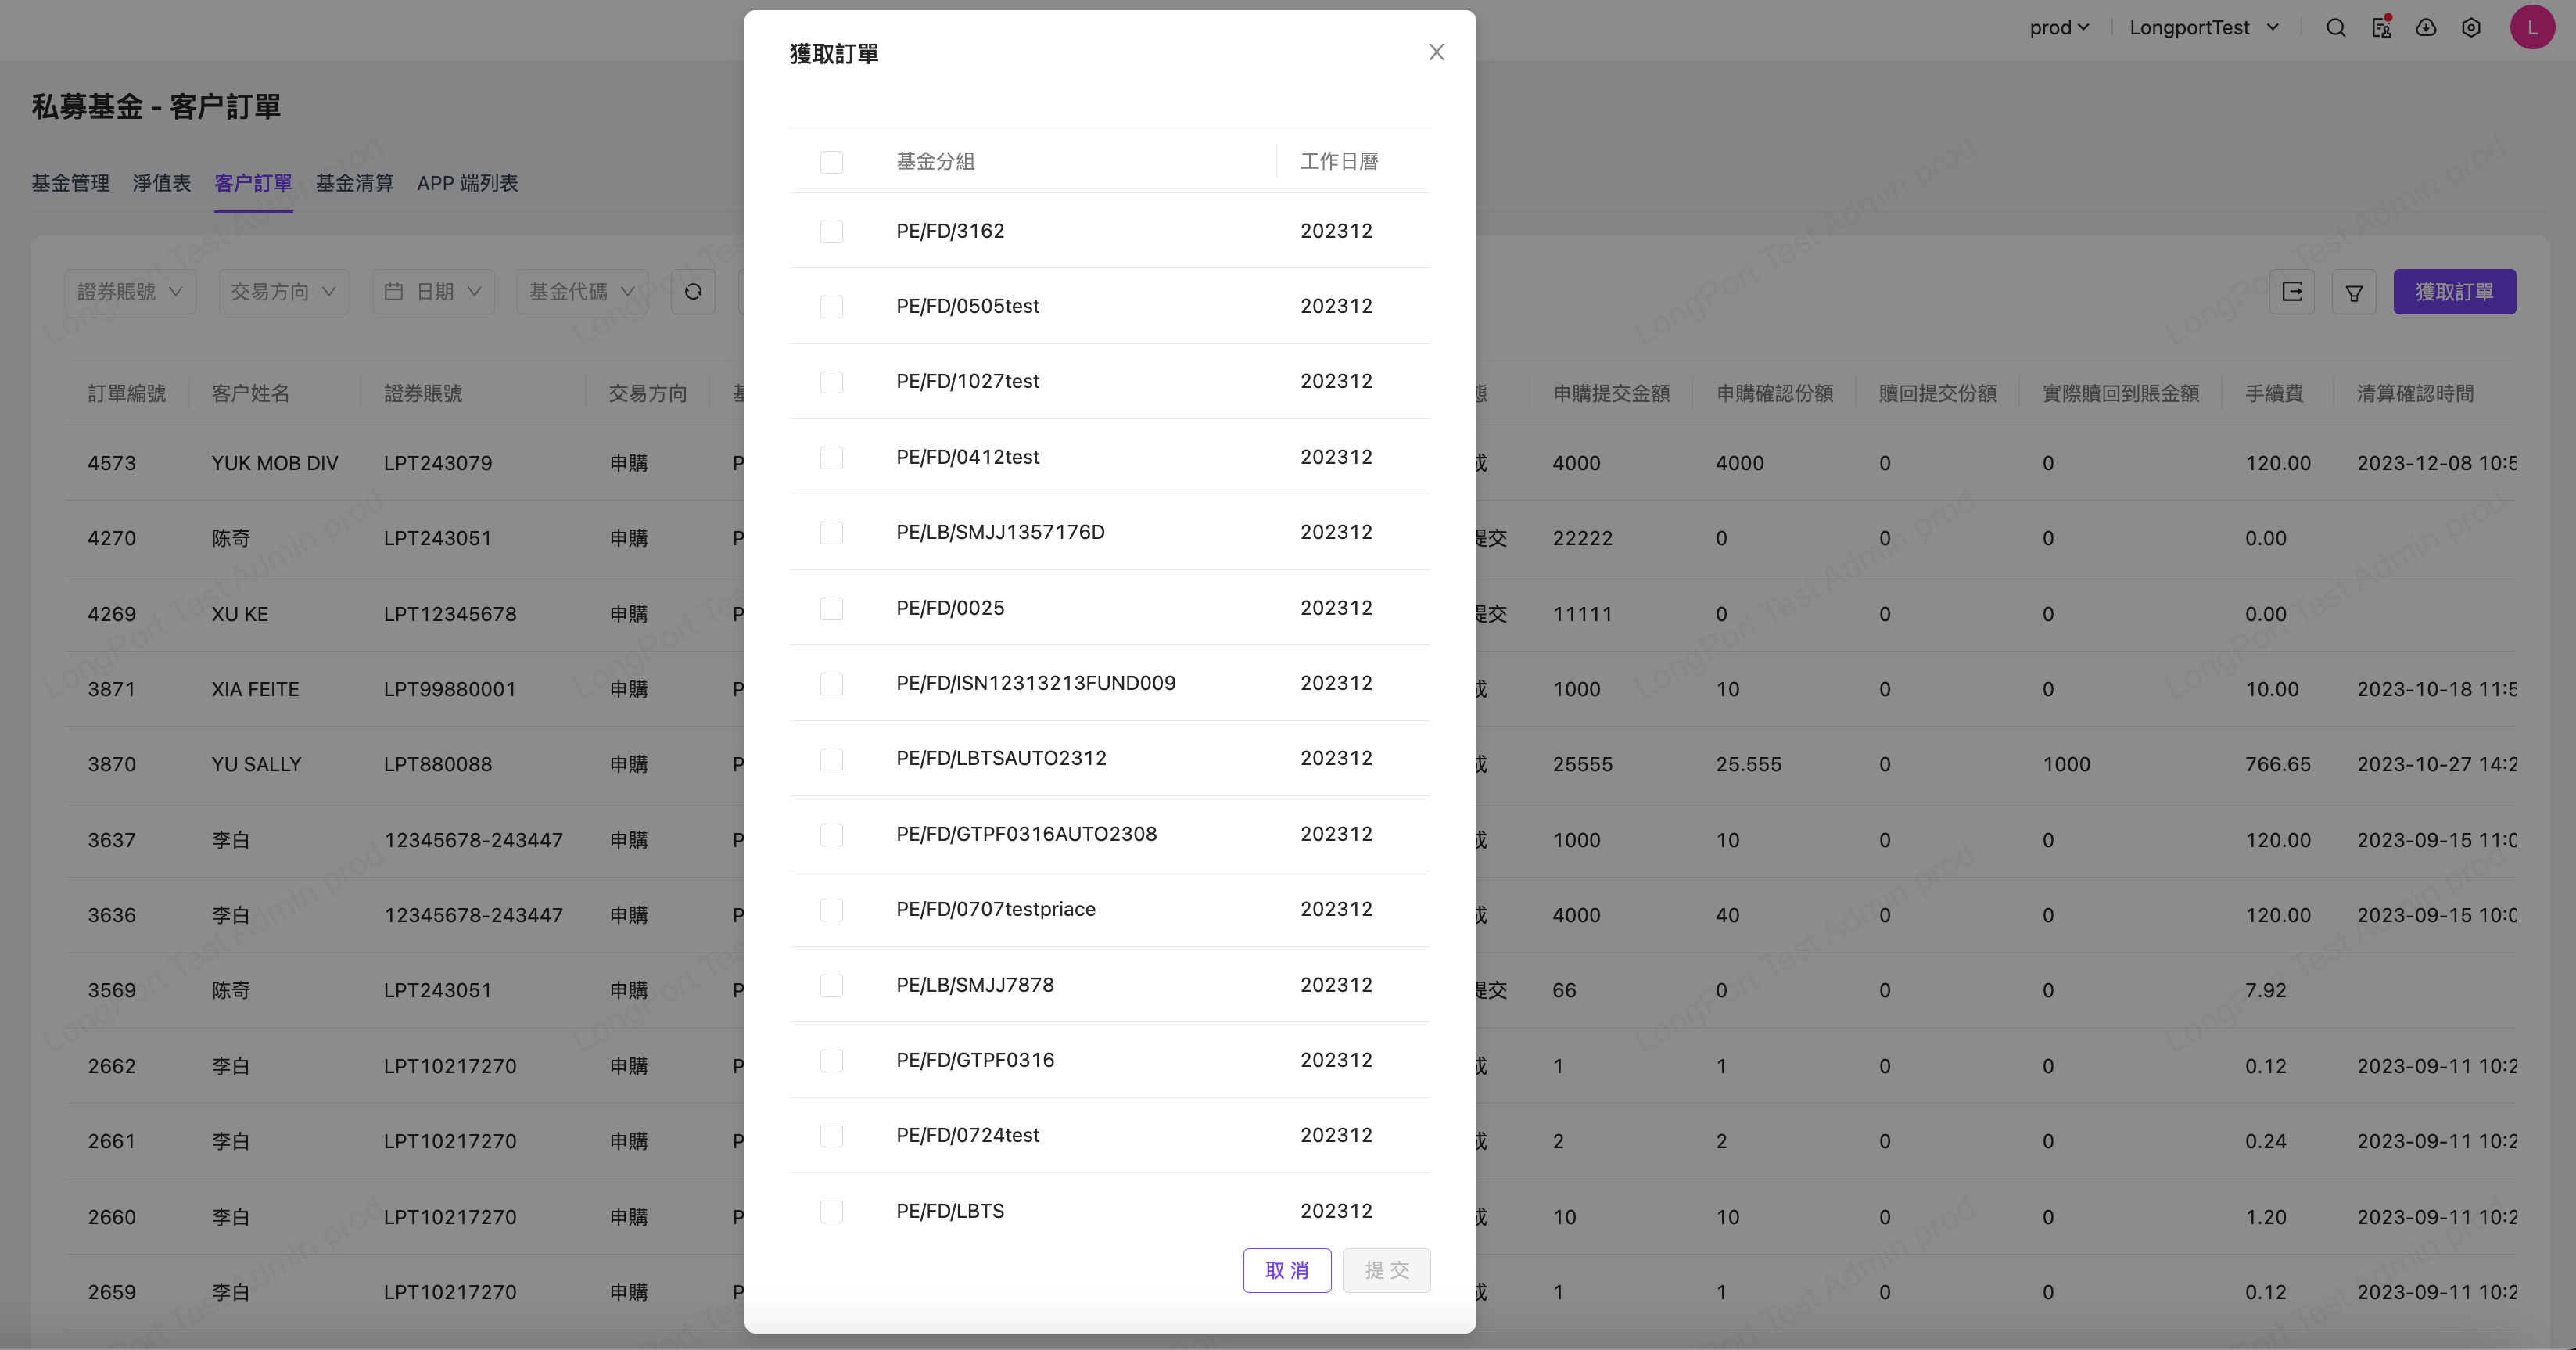 prod
LongportTest
L
私募基金 - 客户訂單
基金管理 淨值表 客户訂單 基金清算 APP 端列表
證券賬號 交易方向 日期 基金代碼
獲取訂單
訂單編號 客户姓名 證券賬號 交易方向 申購提交金額 申購確認份額 贖回提交份額 實際贖回到賬金額 手續費 清算確認時間
4573 YUK MOB DIV LPT243079 申購 P 成 4000 4000 0 0 120.00 2023-12-08 10:5
4270 陈奇 LPT243051 申購 P 提交 22222 0 0 0 0.00
4269 XU KE LPT12345678 申購 P 提交 11111 0 0 0 0.00
3871 XIA FEITE LPT99880001 申購 P 成 1000 10 0 0 10.00 2023-10-18 11:5
3870 YU SALLY LPT880088 申購 P 成 25555 25.555 0 1000 766.65 2023-10-27 14:2
3637 李白 12345678-243447 申購 P 成 1000 10 0 0 120.00 2023-09-15 11:0
3636 李白 12345678-243447 申購 P 成 4000 40 0 0 120.00 2023-09-15 10:0
3569 陈奇 LPT243051 申購 P 提交 66 0 0 0 7.92
2662 李白 LPT10217270 申購 P 成 1 1 0 0 0.12 2023-09-11 10:2
2661 李白 LPT10217270 申購 P 成 2 2 0 0 0.24 2023-09-11 10:2
2660 李白 LPT10217270 申購 P 成 10 10 0 0 1.20 2023-09-11 10:2
2659 李白 LPT10217270 申購 P 成 1 1 0 0 0.12 2023-09-11 10:2
獲取訂單
基金分組 工作日曆
PE/FD/3162 202312
PE/FD/0505test 202312
PE/FD/1027test 202312
PE/FD/0412test 202312
PE/LB/SMJJ1357176D 202312
PE/FD/0025 202312
PE/FD/ISN12313213FUND009 202312
PE/FD/LBTSAUTO2312 202312
PE/FD/GTPF0316AUTO2308 202312
PE/FD/0707testpriace 202312
PE/LB/SMJJ7878 202312
PE/FD/GTPF0316 202312
PE/FD/0724test 202312
PE/FD/LBTS 202312
取 消 提 交
LongPort Test Admin prod